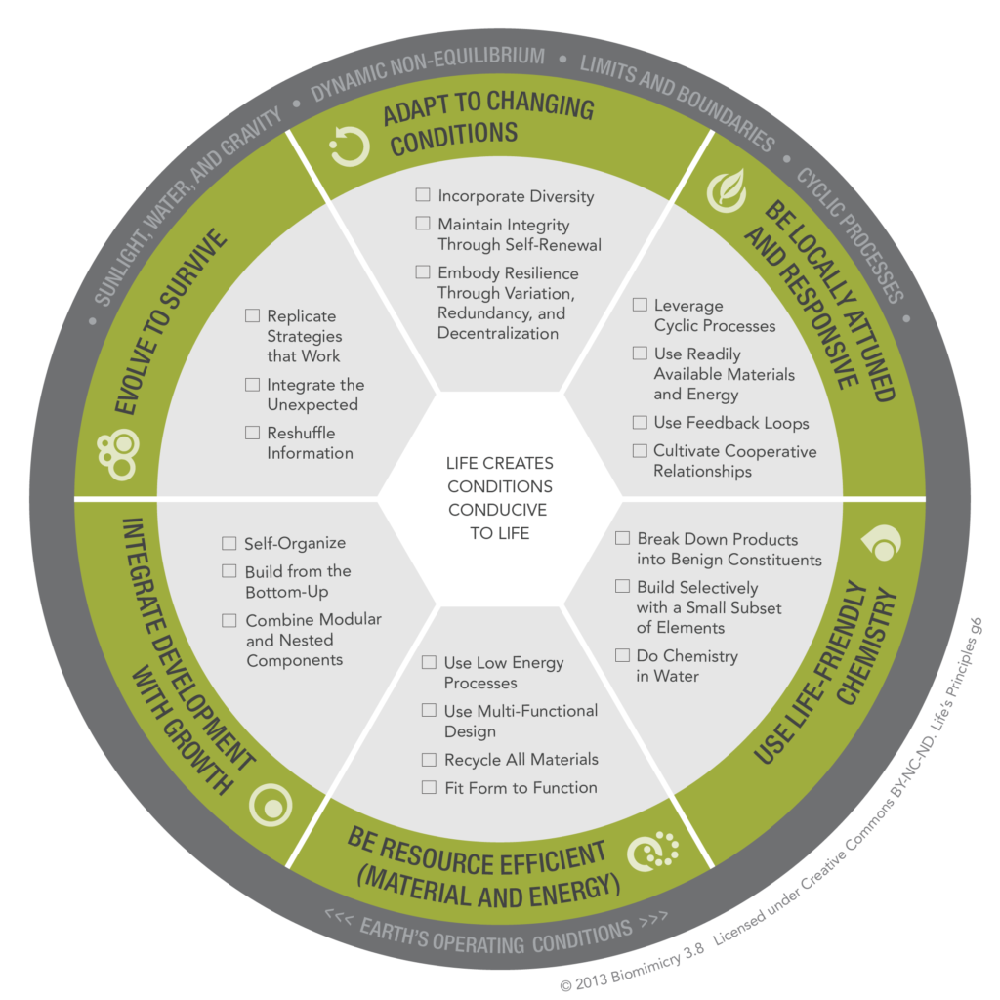 • SUNLIGHT, WATER, AND GRAVITY • DYNAMIC NON-EQUILIBRIUM • LIMITS AND BOUNDARIES • CYCLIC PROCESSES •
ADAPT TO CHANGING
CONDITIONS
Incorporate Diversity
Maintain Integrity
Through Self-Renewal
Embody Resilience
Through Variation,
Redundancy, and
Decentralization
BE LOCALLY ATTUNED
AND RESPONSIVE
Leverage
Cyclic Processes
Use Readily
Available Materials
and Energy
Use Feedback Loops
Cultivate Cooperative
Relationships
USE LIFE-FRIENDLY
CHEMISTRY
Break Down Products
into Benign Constituents
Build Selectively
with a Small Subset
of Elements
Do Chemistry
in Water
BE RESOURCE EFFICIENT
(MATERIAL AND ENERGY)
Use Low Energy
Processes
Use Multi-Functional
Design
Recycle All Materials
Fit Form to Function
INTEGRATE DEVELOPMENT
WITH GROWTH
Self-Organize
Build from the
Bottom-Up
Combine Modular
and Nested
Components
EVOLVE TO SURVIVE
Replicate
Strategies
that Work
Integrate the
Unexpected
Reshuffle
Information
LIFE CREATES
CONDITIONS
CONDUCIVE
TO LIFE
<<< EARTH'S OPERATING CONDITIONS >>>
© 2013 Biomimicry 3.8 Licensed under Creative Commons BY-NC-ND. Life's Principles g6